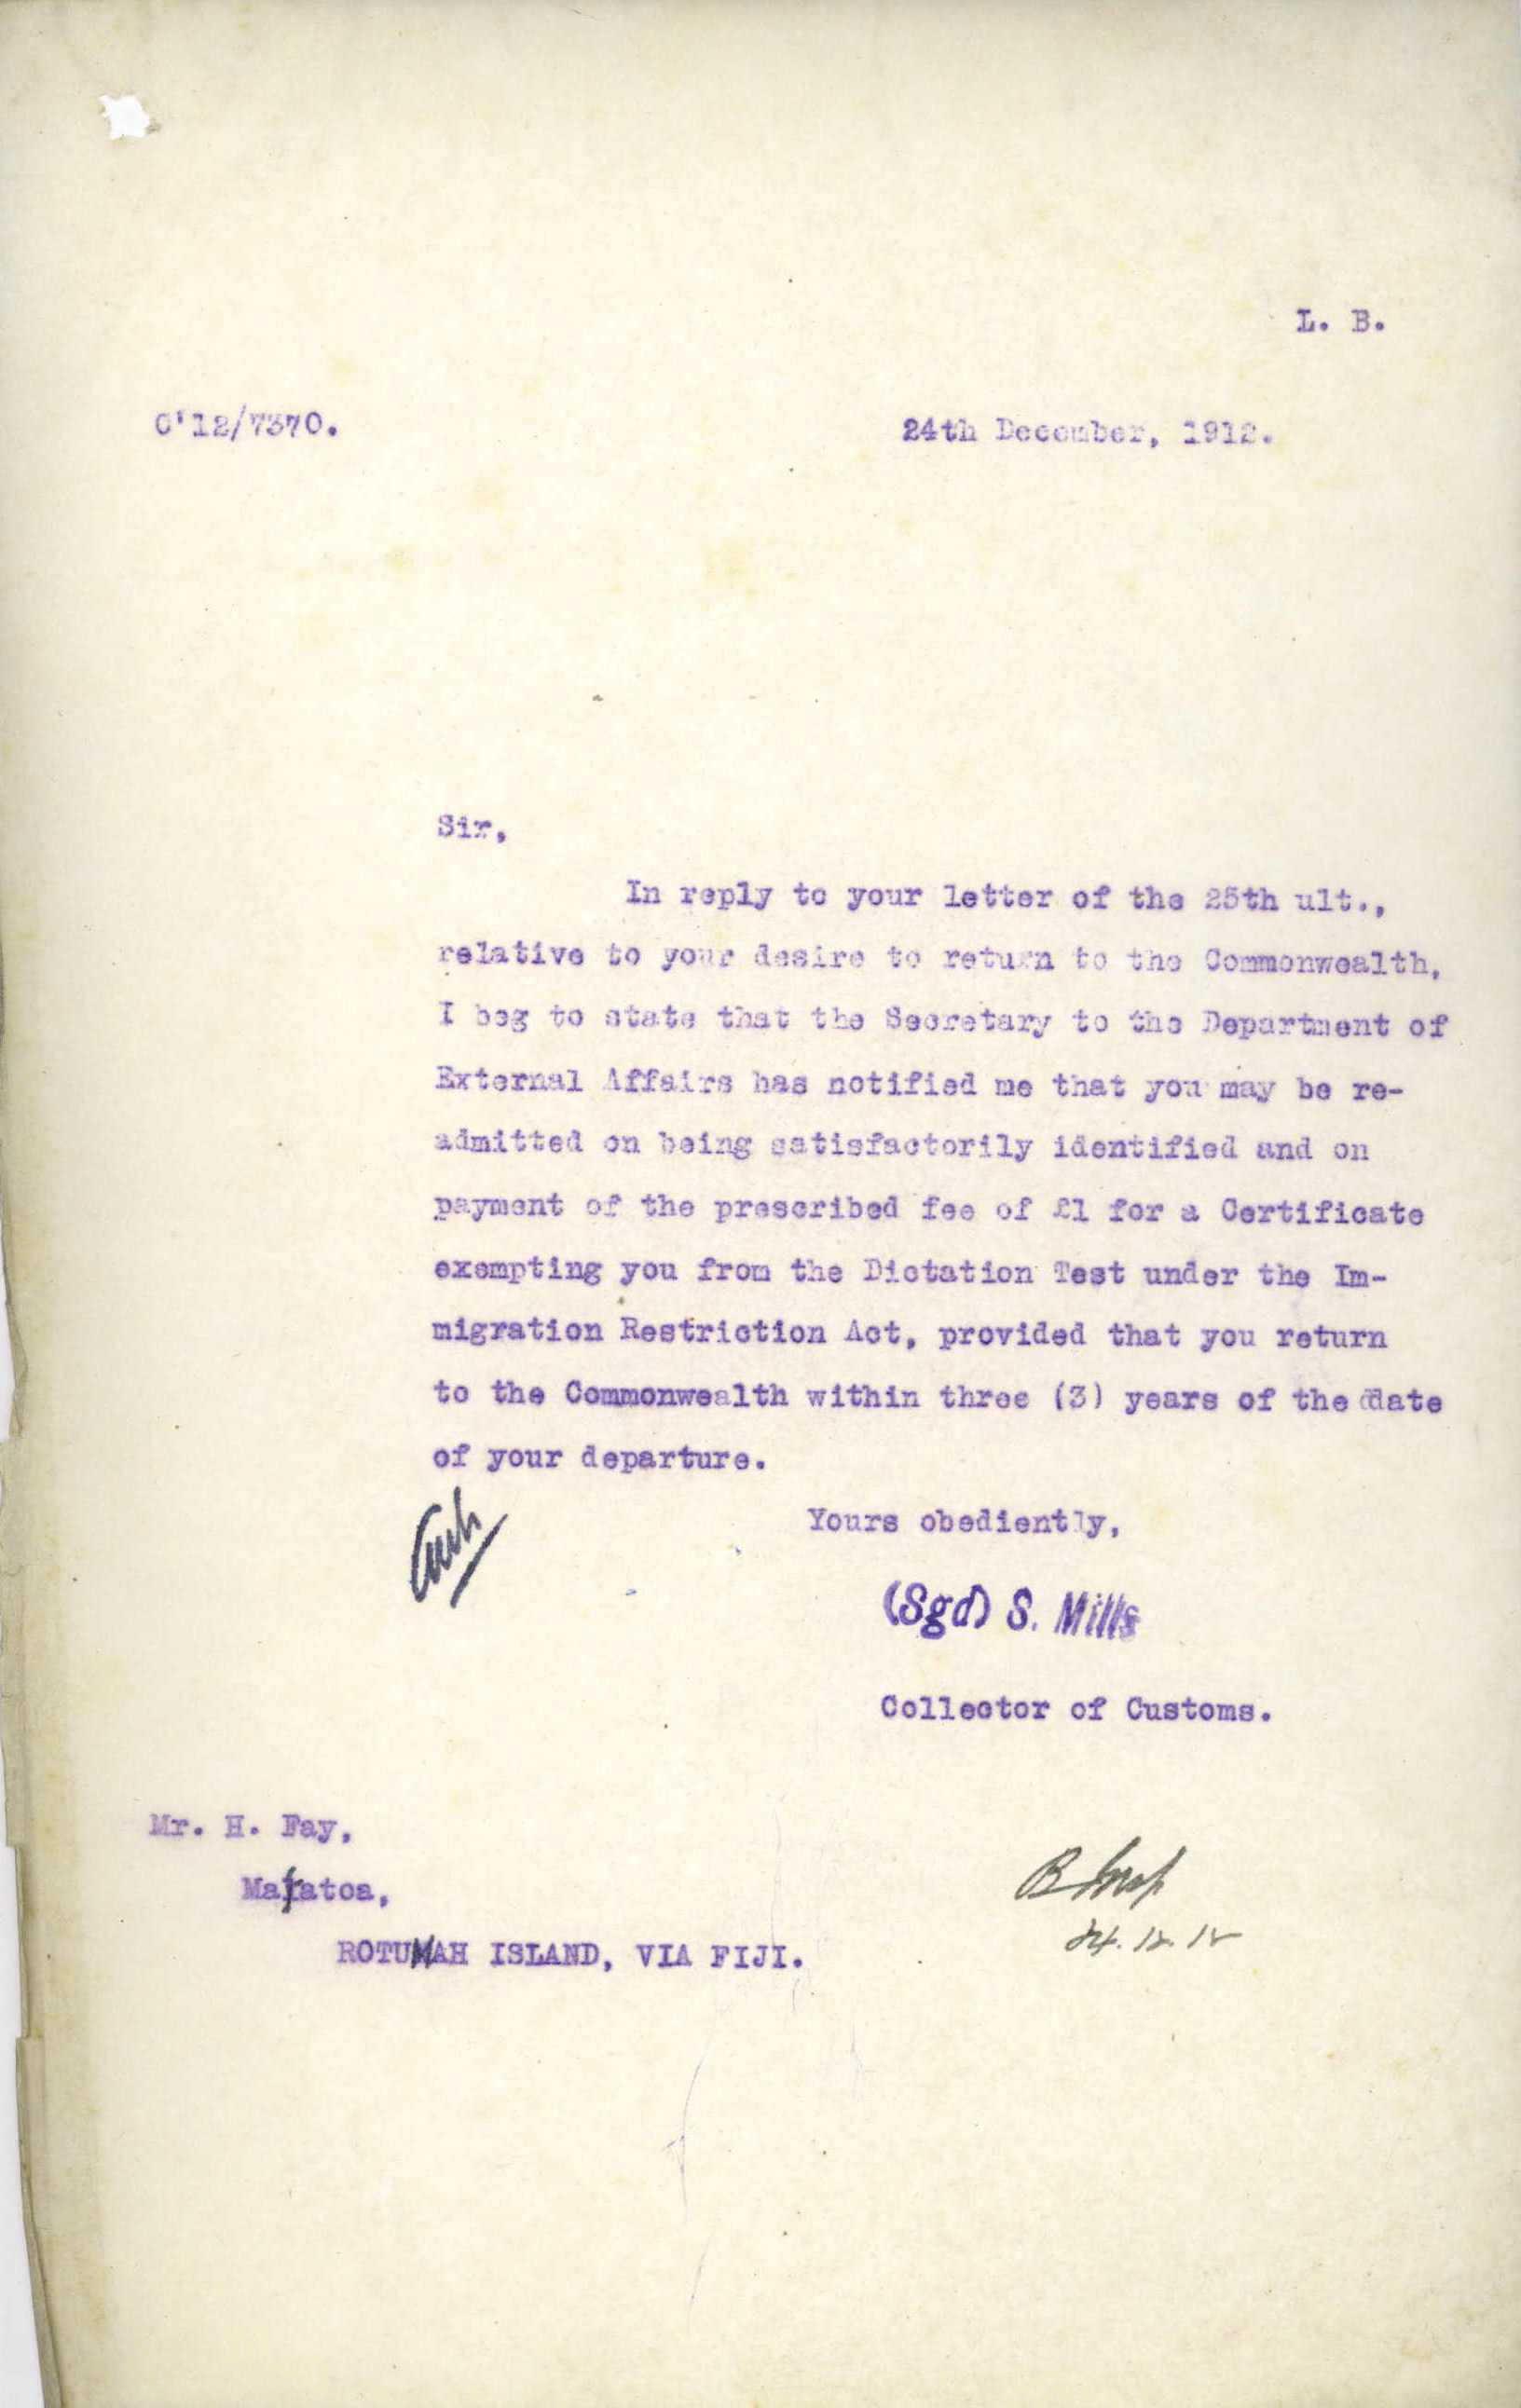 L. B.
C'12/7370.
24th December, 1912.
Sir,
In reply to your letter of the 25th ult.,
relative to your desire to return to the Commonwealth,
I beg to state that the Secretary to the Department of
External Affairs has notified me that you may be re-
admitted on being satisfactorily identified and on
payment of the prescribed fee of £1 for a Certificate
exempting you from the Dictation Test under the Im-
migration Restriction Act, provided that you return
to the Commonwealth within three (3) years of the date
of your departure.
Yours obediently,
(Sgd) S. Mills
Collector of Customs.
Mr. H. Fay,
ROTUMAH ISLAND, VIA FIJI.
24.12.12